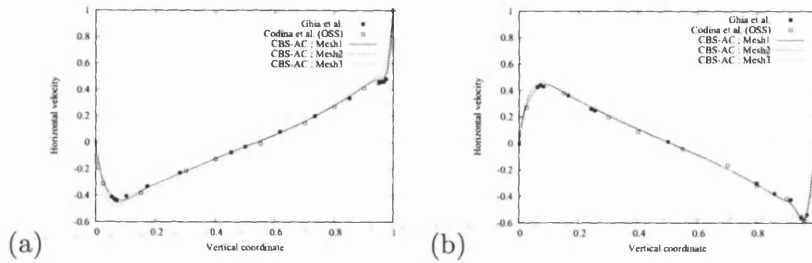 Ghia et al.
Codina et al. (OSS)
CBS-AC ; Mesh1
CBS-AC ; Mesh2
CBS-AC ; Mesh3
Horizontal velocity
1
0.8
0.6
0.4
0.2
0
-0.2
-0.4
-0.6
0 0.2 0.4 0.6 0.8 1
Vertical coordinate
(a)
Ghia et al.
Codina et al. (OSS)
CBS-AC ; Mesh1
CBS-AC ; Mesh2
CBS-AC ; Mesh3
Horizontal velocity
1
0.8
0.6
0.4
0.2
0
-0.2
-0.4
-0.6
0 0.2 0.4 0.6 0.8
Vertical coordinate
(b)